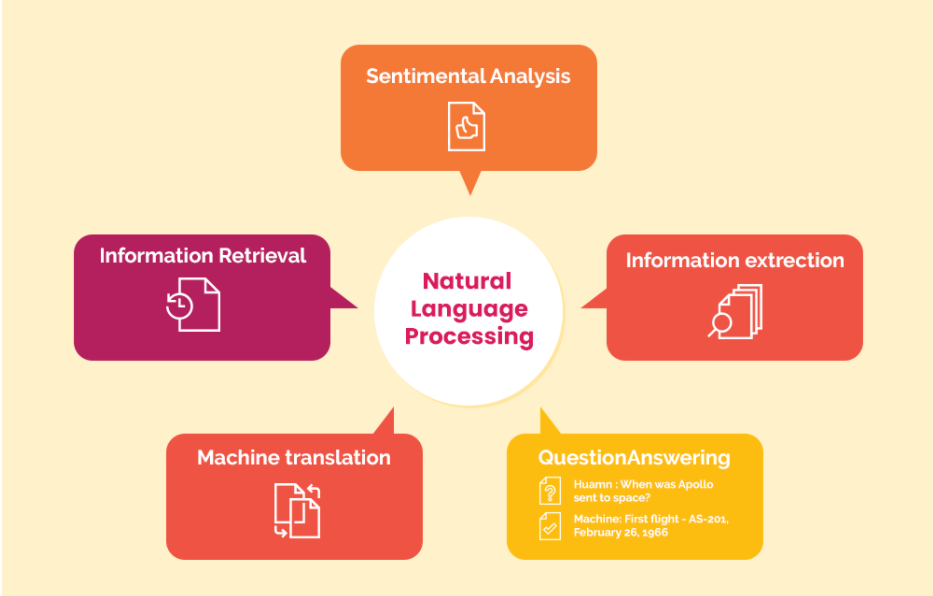 Sentimental Analysis
Information Retrieval
Natural
Language
Processing
Information extrection
Machine translation
QuestionAnswering
Huamn : When was Apollo
sent to space?
Machine: First flight - AS-201,
February 26, 1966